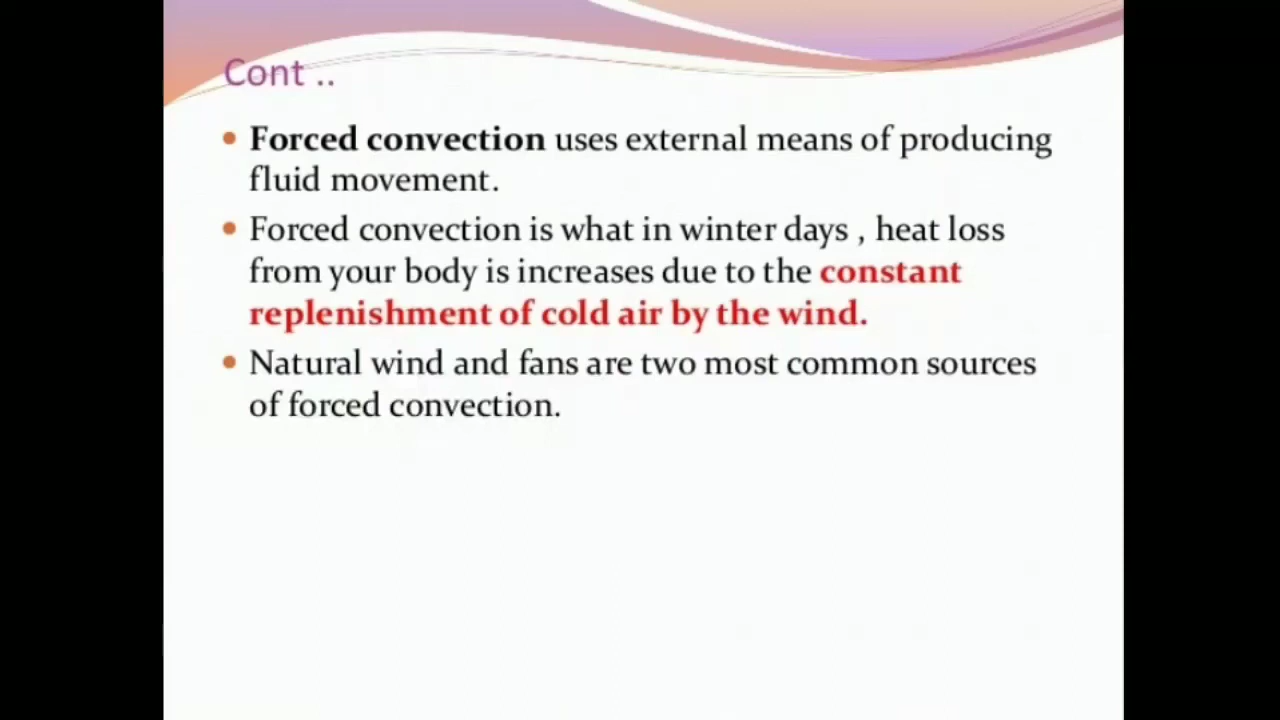 Cont ..
• Forced convection uses external means of producing
fluid movement.
• Forced convection is what in winter days , heat loss
from your body is increases due to the constant
replenishment of cold air by the wind.
• Natural wind and fans are two most common sources
of forced convection.